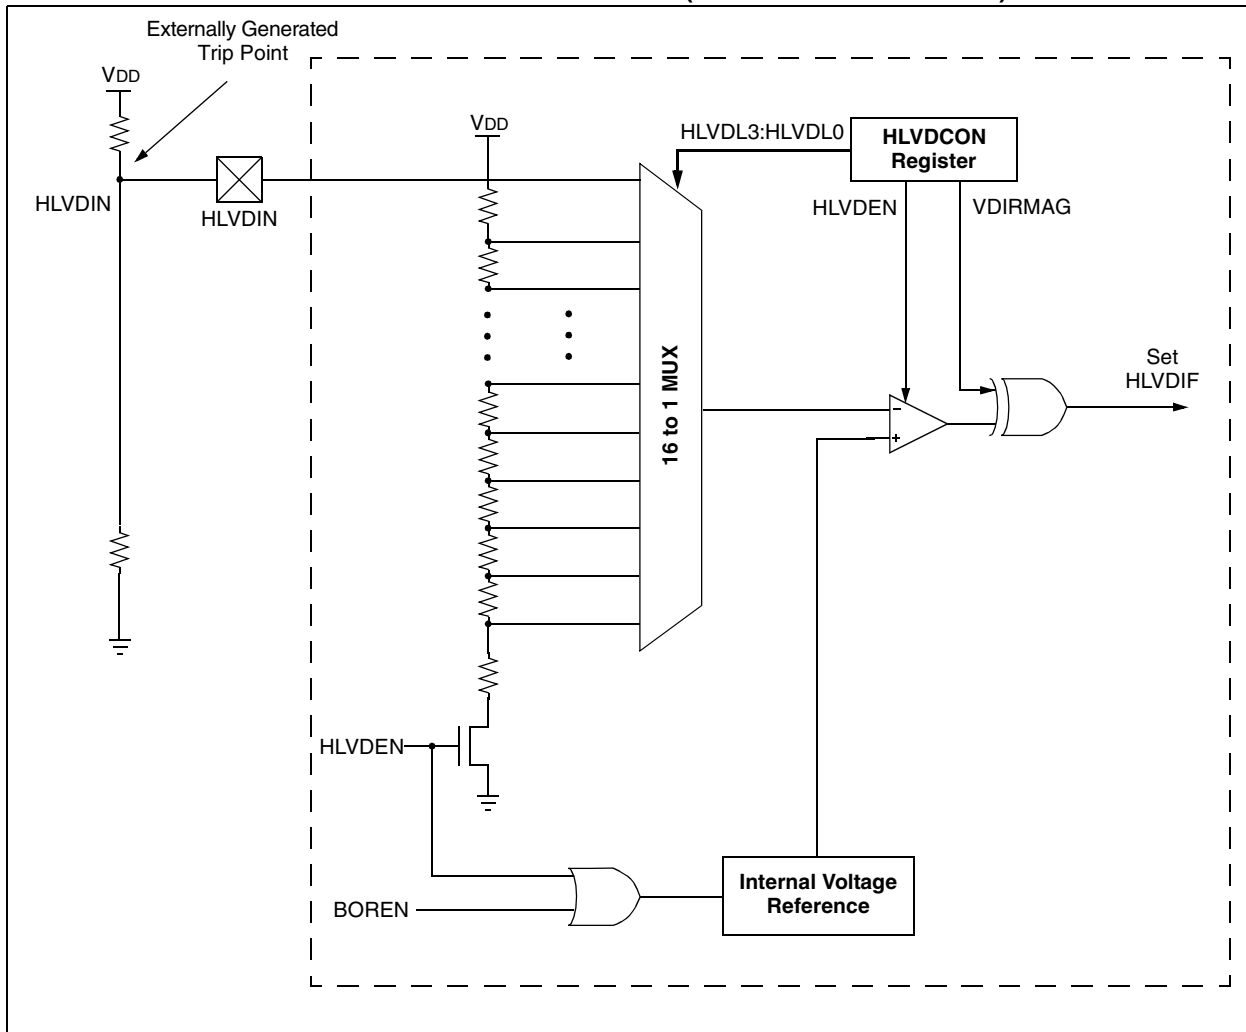 Externally Generated
Trip Point
VDD
VDD
HLVDL3:HLVDL0
HLVDCON
Register
HLVDIN
HLVDIN
HLVDEN
VDIRMAG
16 to 1 MUX
Set
HLVDIF
–
+
HLVDEN
BOREN
Internal Voltage
Reference